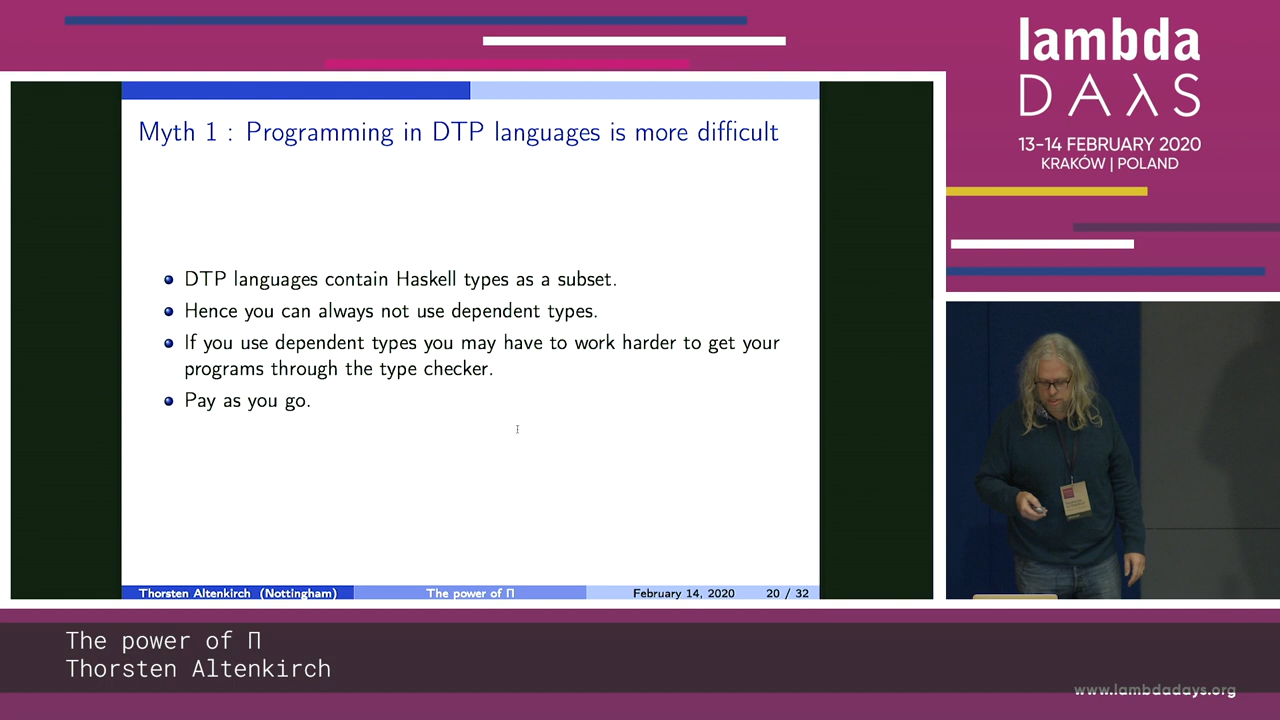 lambda
DAλS
13–14 FEBRUARY 2020
KRAKÓW | POLAND
Myth 1 : Programming in DTP languages is more difficult
DTP languages contain Haskell types as a subset.
Hence you can always not use dependent types.
If you use dependent types you may have to work harder to get your
programs through the type checker.
Pay as you go.
Thorsten Altenkirch (Nottingham)
The power of Π
February 14, 2020
20 / 32
The power of Π
Thorsten Altenkirch
www.lambdadays.org